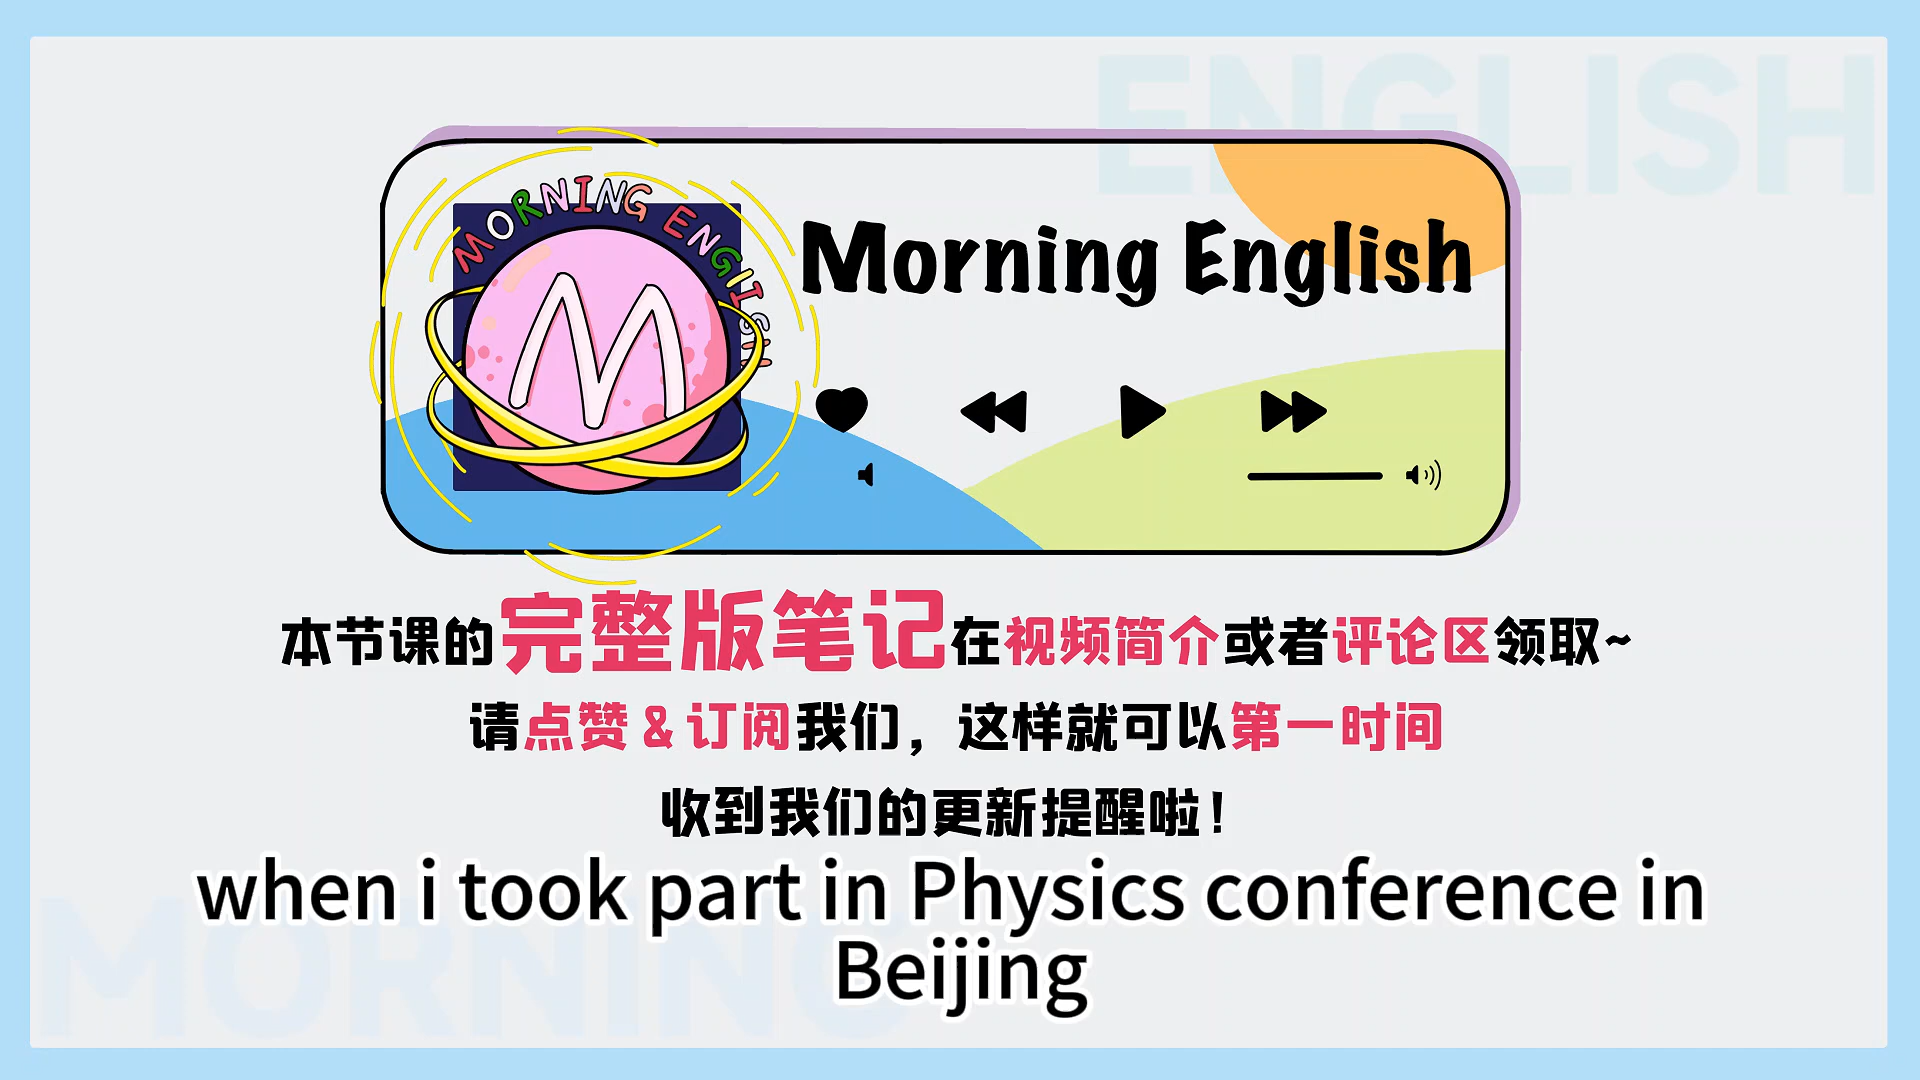 ENGLISH
MORNING ENGLISH
M
Morning English
本节课的完整版笔记在视频简介或者评论区领取~
请点赞&订阅我们，这样就可以第一时间
收到我们的更新提醒啦！
when i took part in Physics conference in
Beijing
MORNING